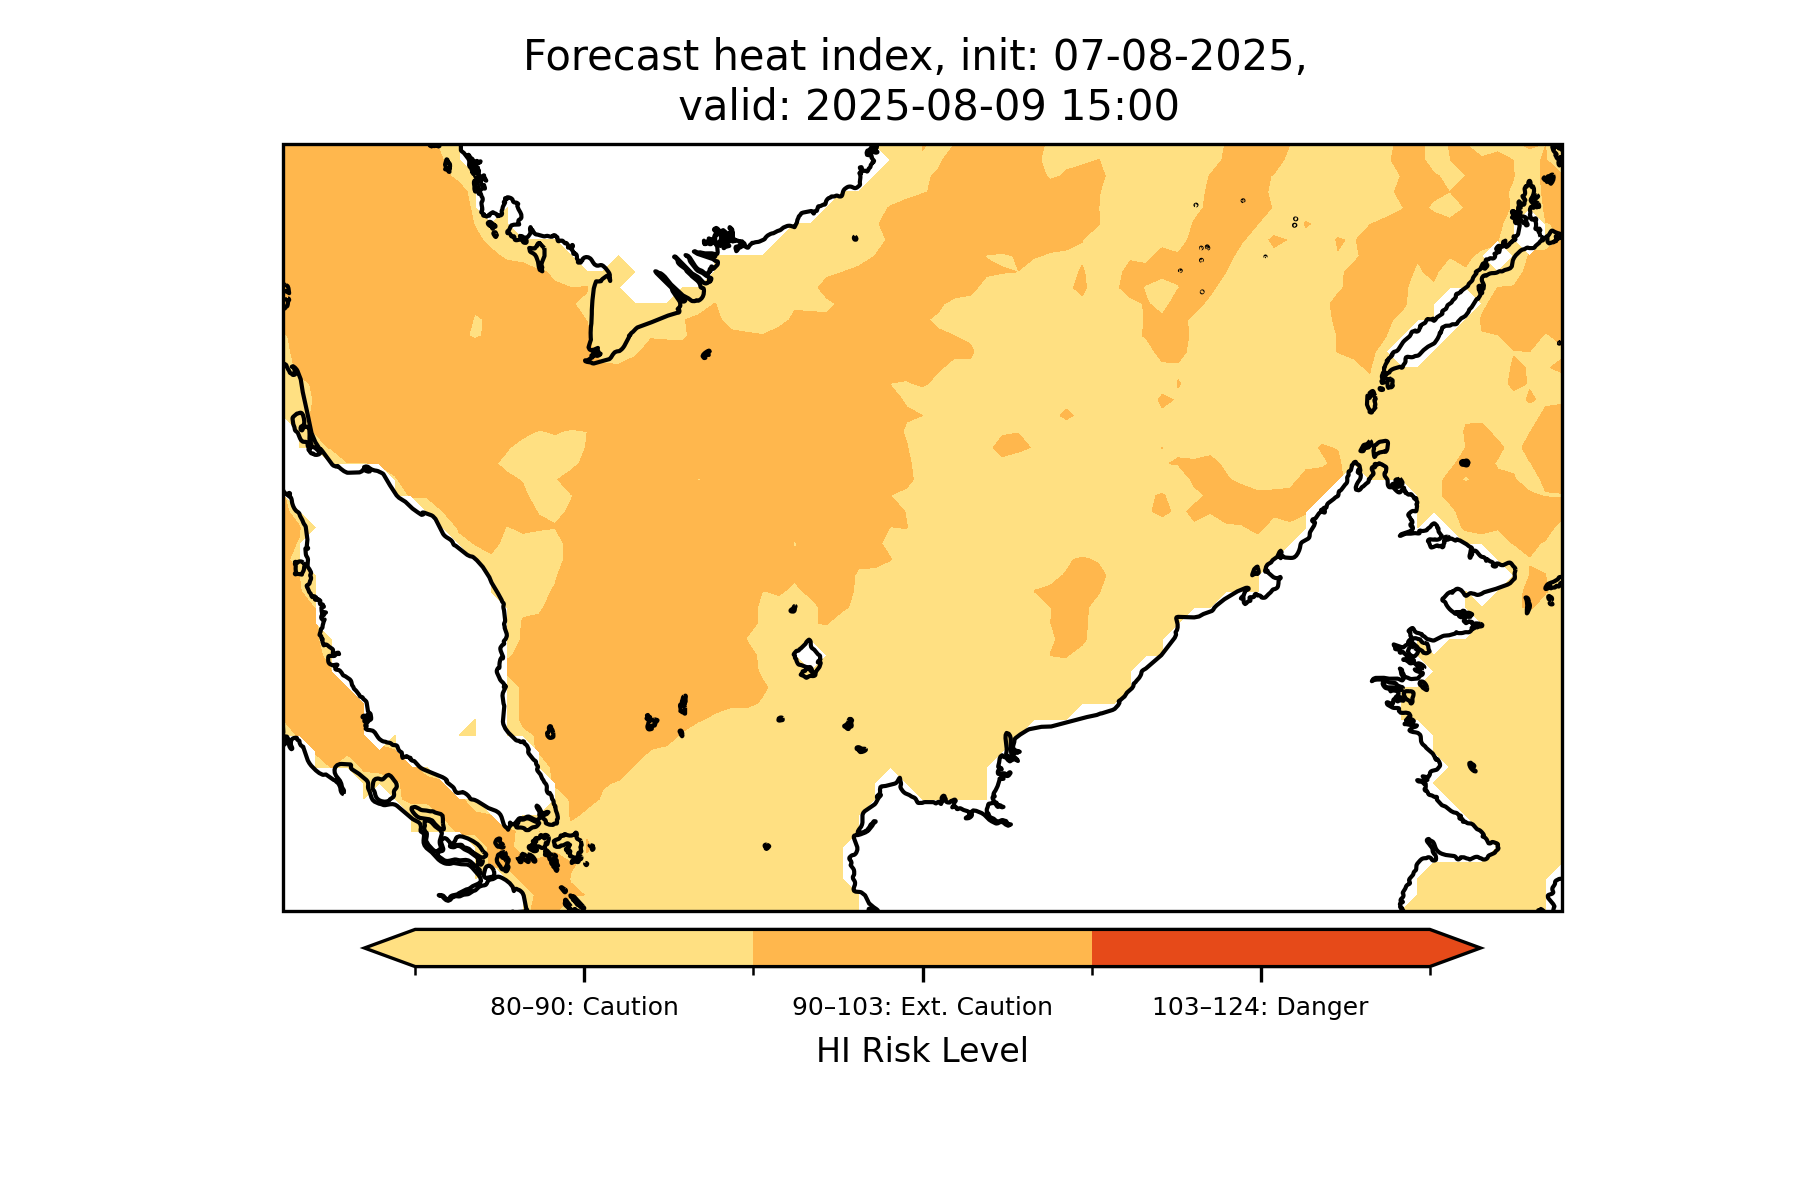 Forecast heat index, init: 07-08-2025,
valid: 2025-08-09 15:00
80–90: Caution
90–103: Ext. Caution
103–124: Danger
HI Risk Level